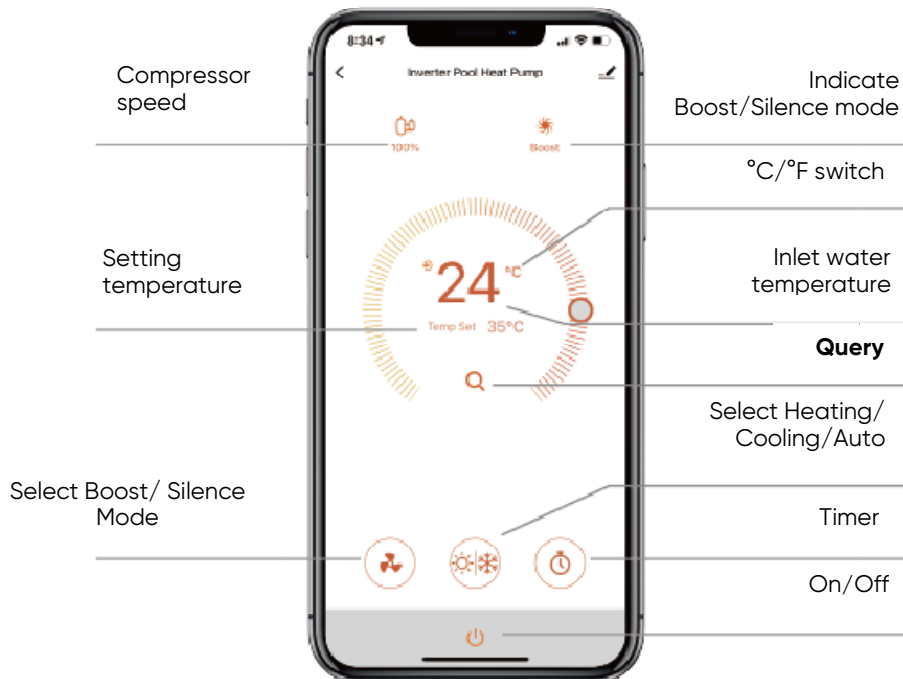 8:34
Inverter Pool Heat Pump
Compressor
speed
Indicate
Boost/Silence mode
100%
Boost
°C/°F switch
Setting
temperature
24 °C
Inlet water
temperature
Temp Set 35°C
Query
Select Heating/
Cooling/Auto
Select Boost/ Silence
Mode
Timer
On/Off